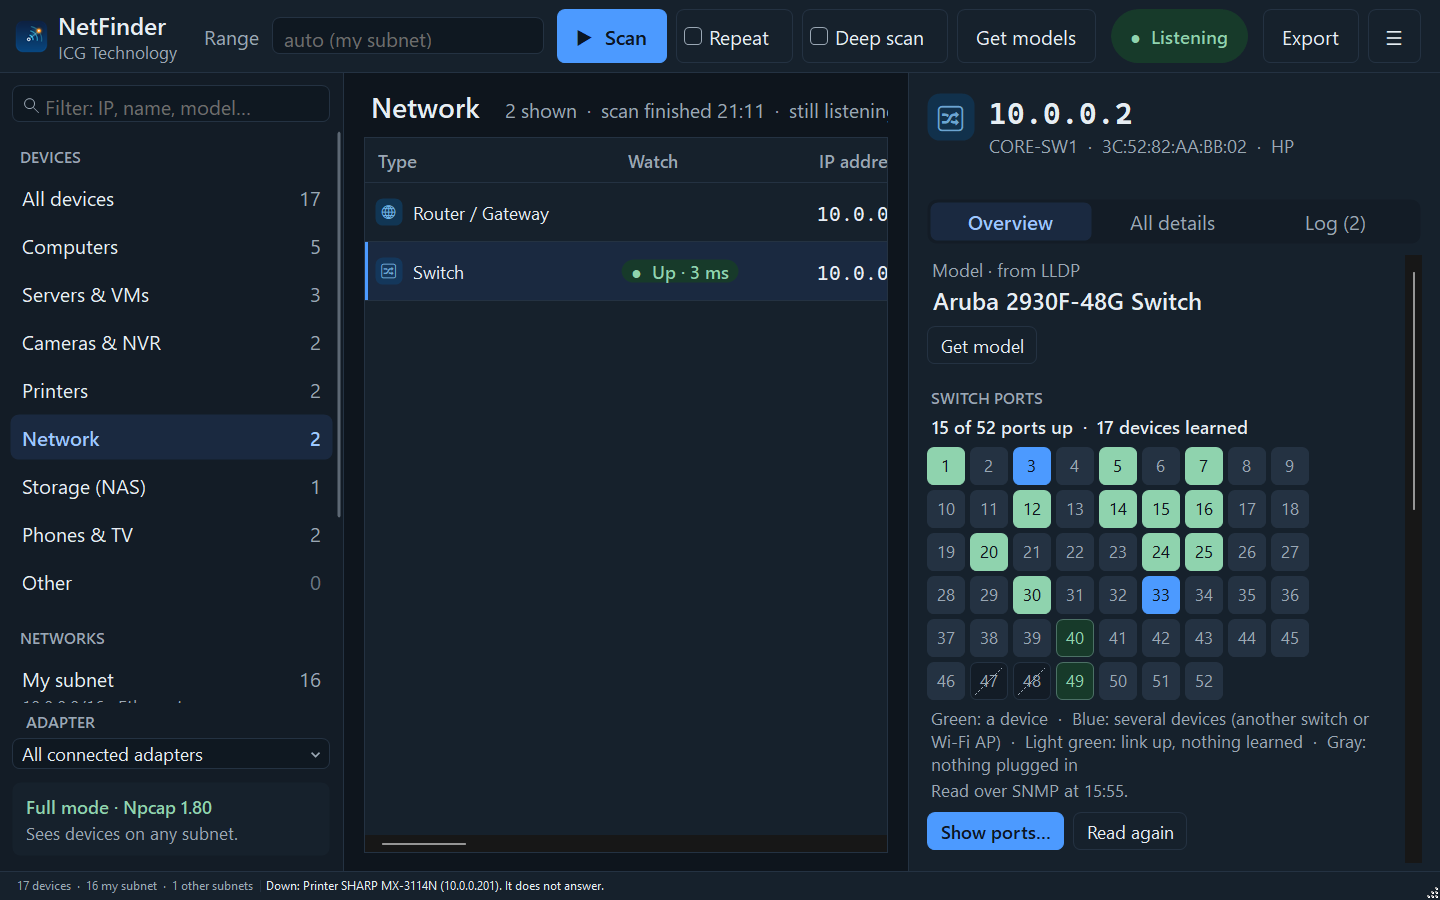 NetFinder
ICG Technology
Range
auto (my subnet)
Scan
Repeat
Deep scan
Get models
Listening
Export
Filter: IP, name, model...
DEVICES
All devices 17
Computers 5
Servers & VMs 3
Cameras & NVR 2
Printers 2
Network 2
Storage (NAS) 1
Phones & TV 2
Other 0
NETWORKS
My subnet 16
ADAPTER
All connected adapters
Full mode · Npcap 1.80
Sees devices on any subnet.
Network 2 shown · scan finished 21:11 · still listening
Type Watch IP addre
Router / Gateway 10.0.0
Switch Up · 3 ms 10.0.0
10.0.0.2
CORE-SW1 · 3C:52:82:AA:BB:02 · HP
Overview All details Log (2)
Model · from LLDP
Aruba 2930F-48G Switch
Get model
SWITCH PORTS
15 of 52 ports up · 17 devices learned
1 2 3 4 5 6 7 8 9
10 11 12 13 14 15 16 17 18
19 20 21 22 23 24 25 26 27
28 29 30 31 32 33 34 35 36
37 38 39 40 41 42 43 44 45
46 47 48 49 50 51 52
Green: a device · Blue: several devices (another switch or
Wi-Fi AP) · Light green: link up, nothing learned · Gray:
nothing plugged in
Read over SNMP at 15:55.
Show ports... Read again
17 devices · 16 my subnet · 1 other subnets Down: Printer SHARP MX-3114N (10.0.0.201). It does not answer.